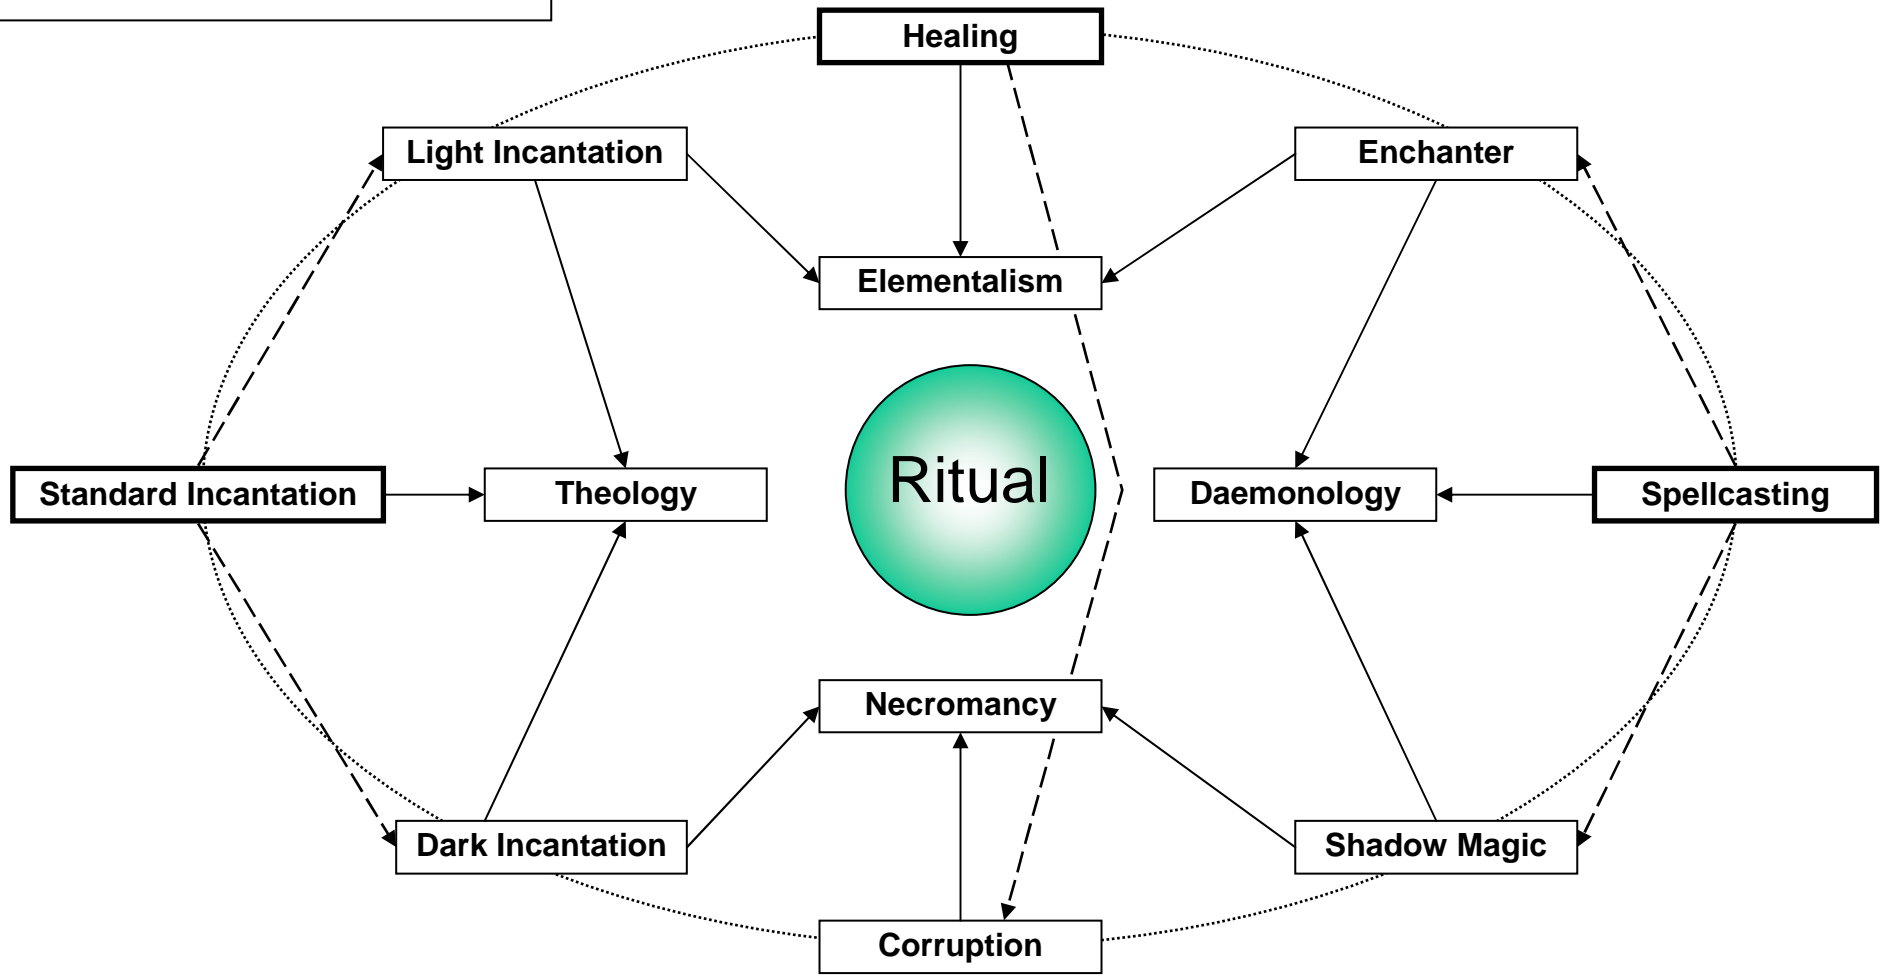 Healing
Light Incantation
Enchanter
Elementalism
Ritual
Standard Incantation
Theology
Daemonology
Spellcasting
Necromancy
Dark Incantation
Shadow Magic
Corruption